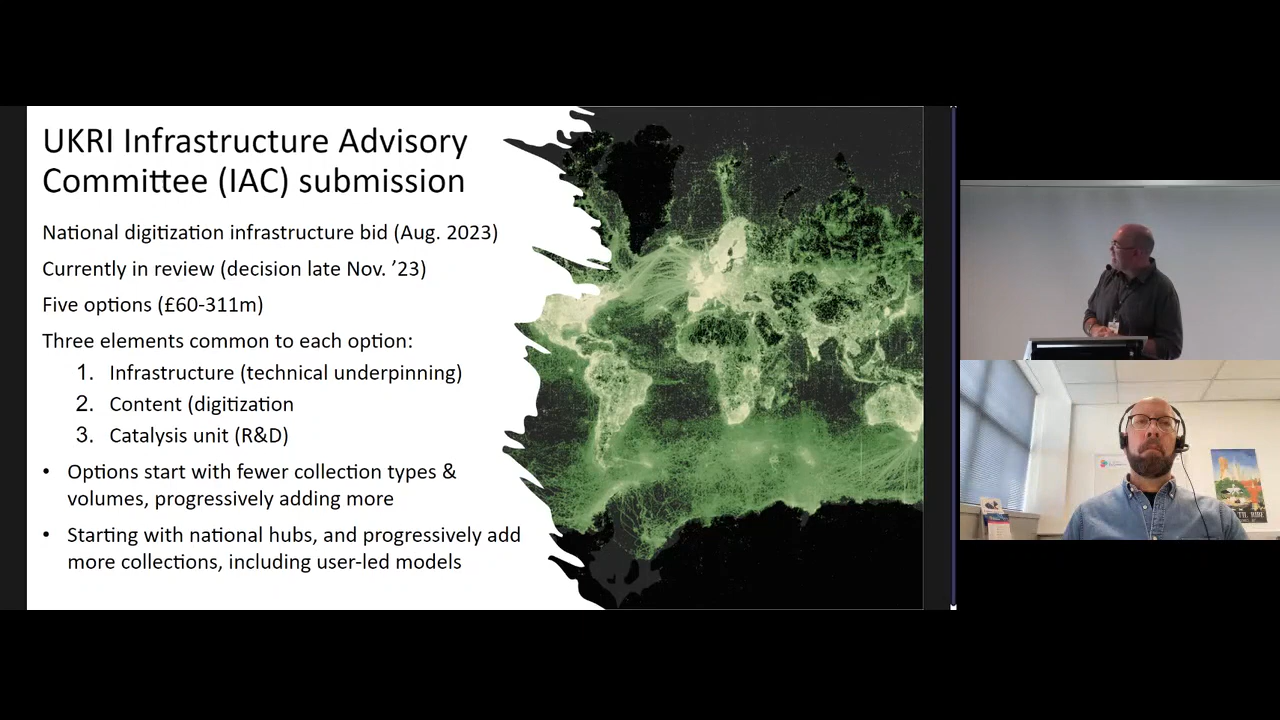 UKRI Infrastructure Advisory
Committee (IAC) submission
National digitization infrastructure bid (Aug. 2023)
Currently in review (decision late Nov. ’23)
Five options (£60-311m)
Three elements common to each option:
1. Infrastructure (technical underpinning)
2. Content (digitization
3. Catalysis unit (R&D)
• Options start with fewer collection types &
volumes, progressively adding more
• Starting with national hubs, and progressively add
more collections, including user-led models